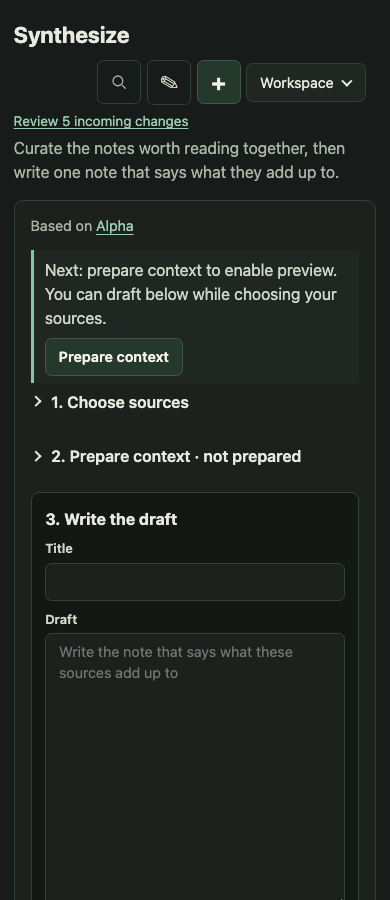 Synthesize
Workspace
Review 5 incoming changes
Curate the notes worth reading together, then
write one note that says what they add up to.
Based on Alpha
Next: prepare context to enable preview.
You can draft below while choosing your
sources.
Prepare context
1. Choose sources
2. Prepare context · not prepared
3. Write the draft
Title
Draft
Write the note that says what these
sources add up to